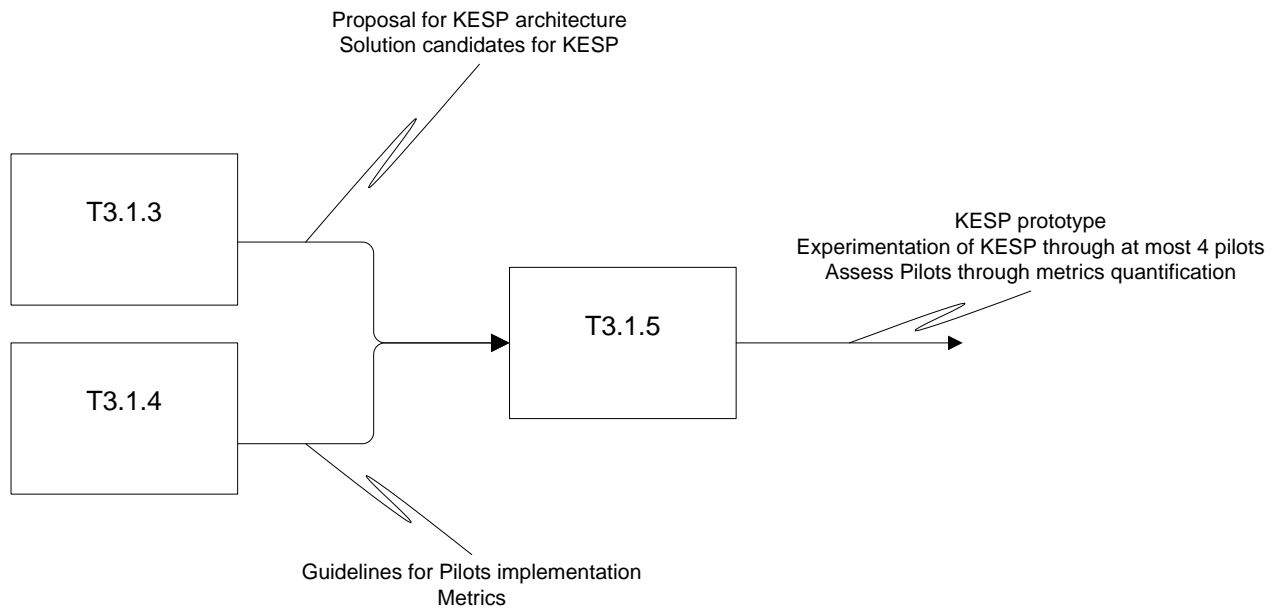 Proposal for KESP architecture
Solution candidates for KESP
T3.1.3
KESP prototype
Experimentation of KESP through at most 4 pilots
Assess Pilots through metrics quantification
T3.1.5
T3.1.4
Guidelines for Pilots implementation
Metrics